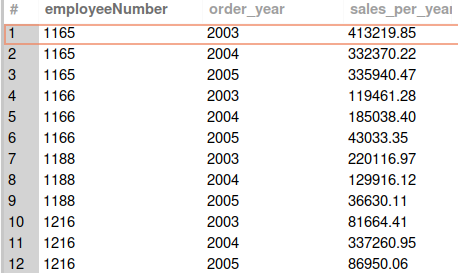 # employeeNumber order_year sales_per_year
1 1165 2003 413219.85
2 1165 2004 332370.22
3 1165 2005 335940.47
4 1166 2003 119461.28
5 1166 2004 185038.40
6 1166 2005 43033.35
7 1188 2003 220116.97
8 1188 2004 129916.12
9 1188 2005 36630.11
10 1216 2003 81664.41
11 1216 2004 337260.95
12 1216 2005 86950.06